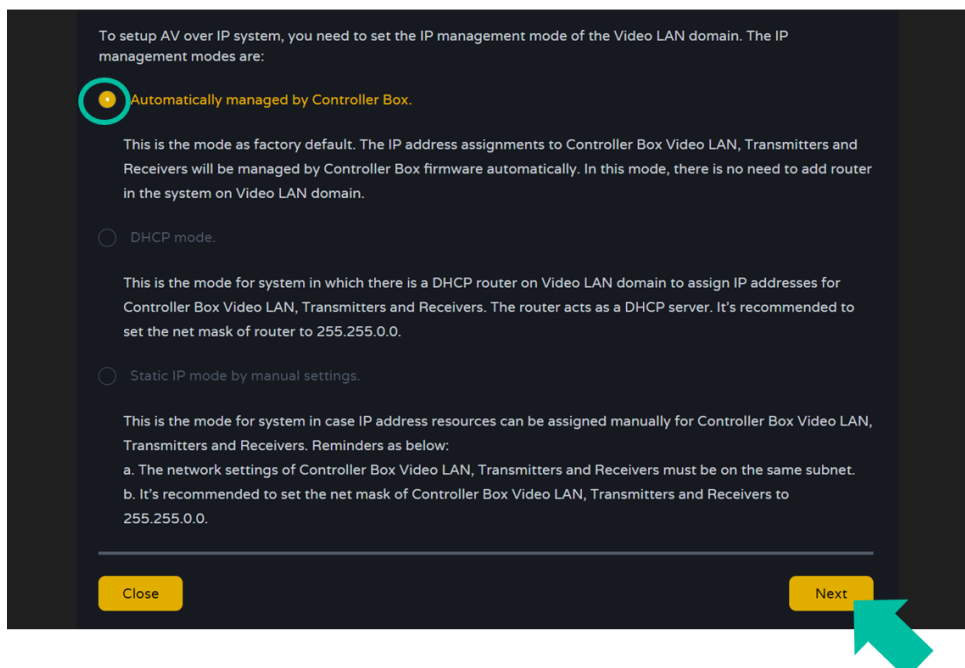 To setup AV over IP system, you need to set the IP management mode of the Video LAN domain. The IP
management modes are:
Automatically managed by Controller Box.
This is the mode as factory default. The IP address assignments to Controller Box Video LAN, Transmitters and
Receivers will be managed by Controller Box firmware automatically. In this mode, there is no need to add router
in the system on Video LAN domain.
DHCP mode.
This is the mode for system in which there is a DHCP router on Video LAN domain to assign IP addresses for
Controller Box Video LAN, Transmitters and Receivers. The router acts as a DHCP server. It's recommended to
set the net mask of router to 255.255.0.0.
Static IP mode by manual settings.
This is the mode for system in case IP address resources can be assigned manually for Controller Box Video LAN,
Transmitters and Receivers. Reminders as below:
a. The network settings of Controller Box Video LAN, Transmitters and Receivers must be on the same subnet.
b. It's recommended to set the net mask of Controller Box Video LAN, Transmitters and Receivers to
255.255.0.0.
Close
Next